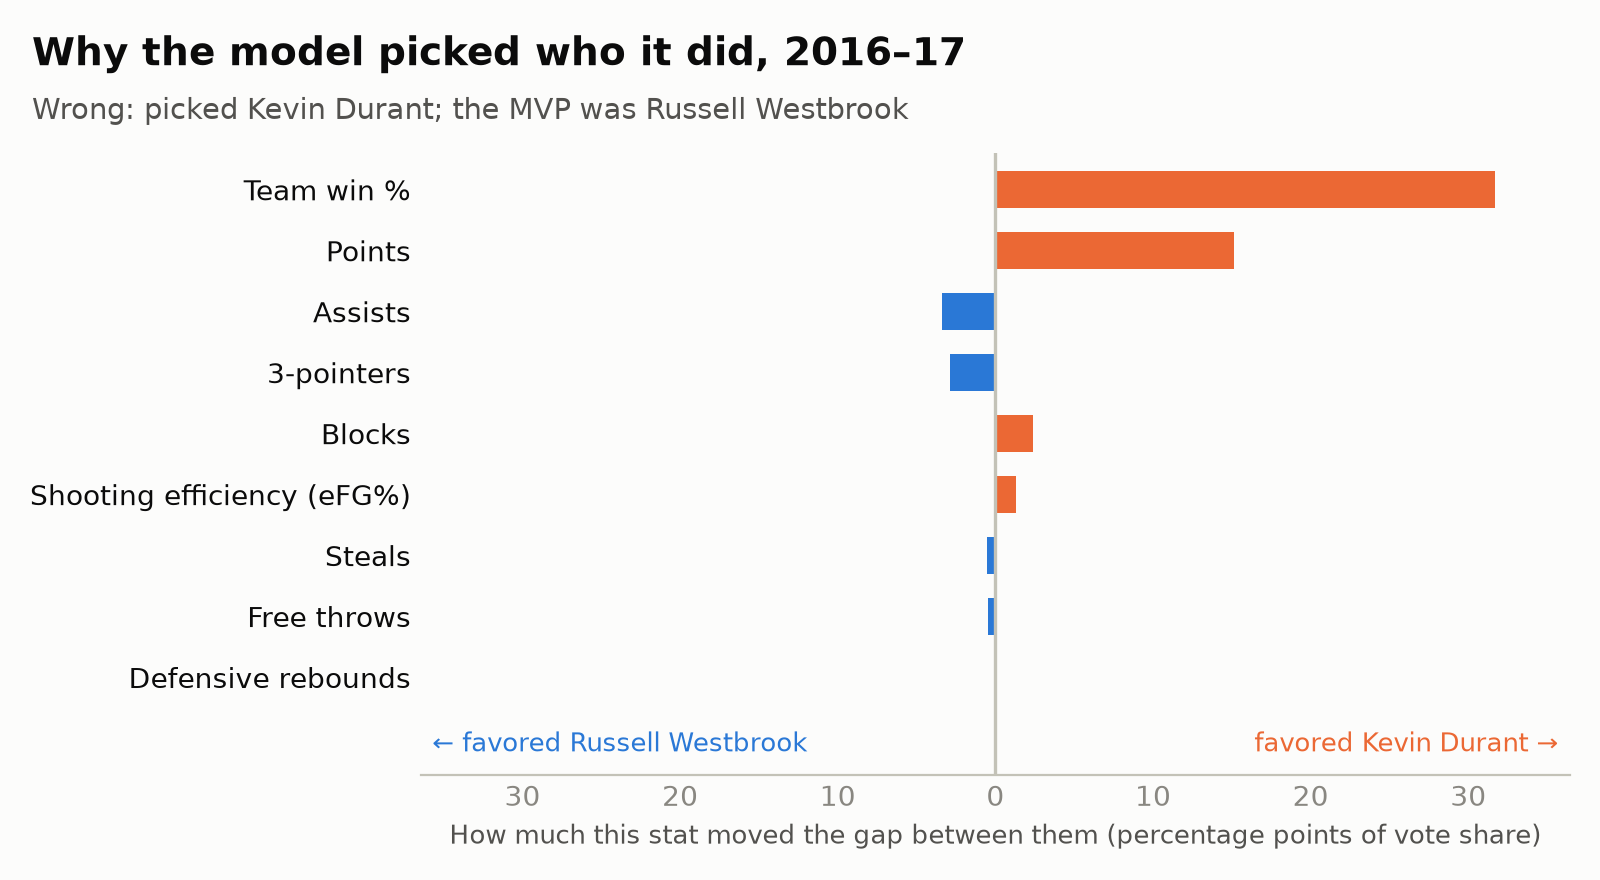 Why the model picked who it did, 2016–17
Wrong: picked Kevin Durant; the MVP was Russell Westbrook
Team win %
Points
Assists
3-pointers
Blocks
Shooting efficiency (eFG%)
Steals
Free throws
Defensive rebounds
← favored Russell Westbrook favored Kevin Durant →
30 20 10 0 10 20 30
How much this stat moved the gap between them (percentage points of vote share)